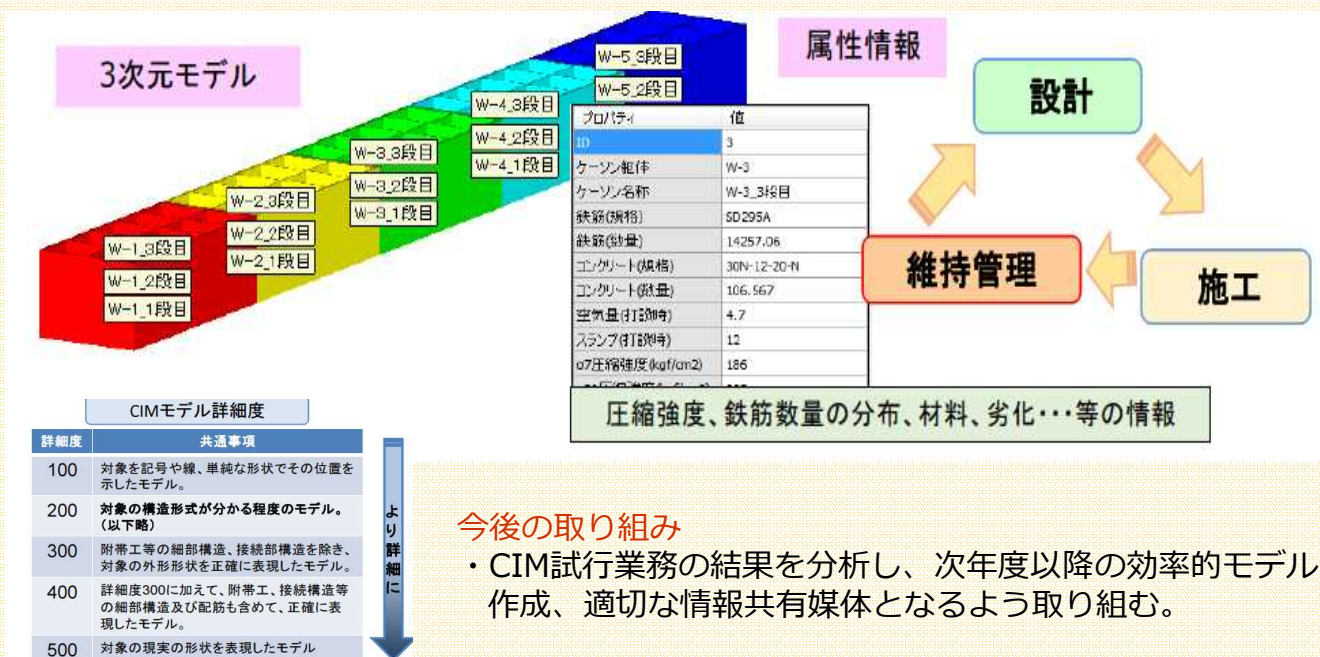 3次元モデル
属性情報
W-5_3段目
W-5_2段目
W-4_3段目
W-4_2段目
W-4_1段目
W-3_3段目
W-3_2段目
W-3_1段目
W-2_3段目
W-2_2段目
W-2_1段目
W-1_3段目
W-1_2段目
W-1_1段目
プロパティ 値
ID 3
ケーソン躯体 W-3
ケーソン名称 W-3_3段目
鉄筋(規格) SD295A
鉄筋(数量) 14257.06
コンクリート(規格) 30N-12-20-N
コンクリート(数量) 106.567
空気量(打設時) 4.7
スランプ(打設時) 12
σ7圧縮強度(kgf/cm2) 186
設計
維持管理
施工
圧縮強度、鉄筋数量の分布、材料、劣化・・・等の情報
CIMモデル詳細度
詳細度 共通事項
100 対象を記号や線、単純な形状でその位置を
示したモデル。
200 対象の構造形式が分かる程度のモデル。
(以下略)
300 附帯工等の細部構造、接続部構造を除き、
対象の外形形状を正確に表現したモデル。
400 詳細度300に加えて、附帯工、接続構造等
の細部構造及び配筋も含めて、正確に表
現したモデル。
500 対象の現実の形状を表現したモデル
より詳細に
今後の取り組み
・CIM試行業務の結果を分析し、次年度以降の効率的モデル
作成、適切な情報共有媒体となるよう取り組む。